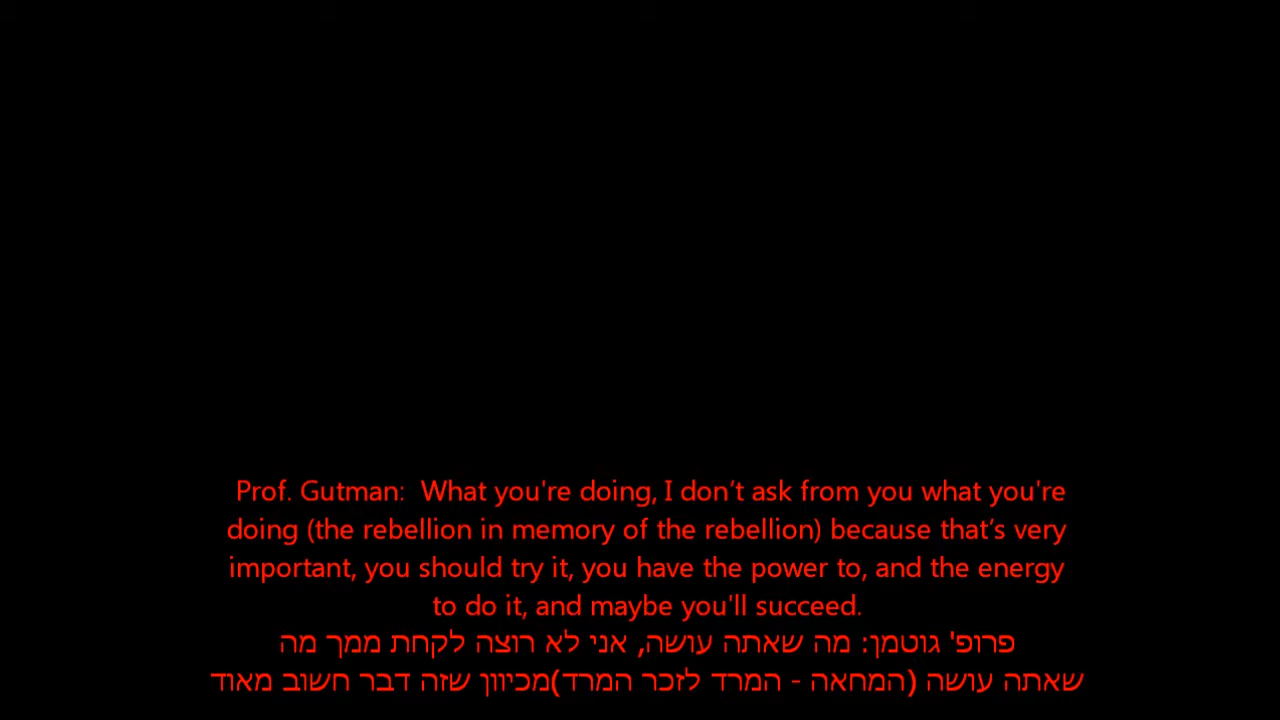 Prof. Gutman:  What you're doing, I don’t ask from you what you're
doing (the rebellion in memory of the rebellion) because that’s very
important, you should try it, you have the power to, and the energy
to do it, and maybe you'll succeed.
פרופ' גוטמן: מה שאתה עושה, אני לא רוצה לקחת ממך מה
שאתה עושה (המחאה - המרד לזכר המרד)מכיוון שזה דבר חשוב מאוד